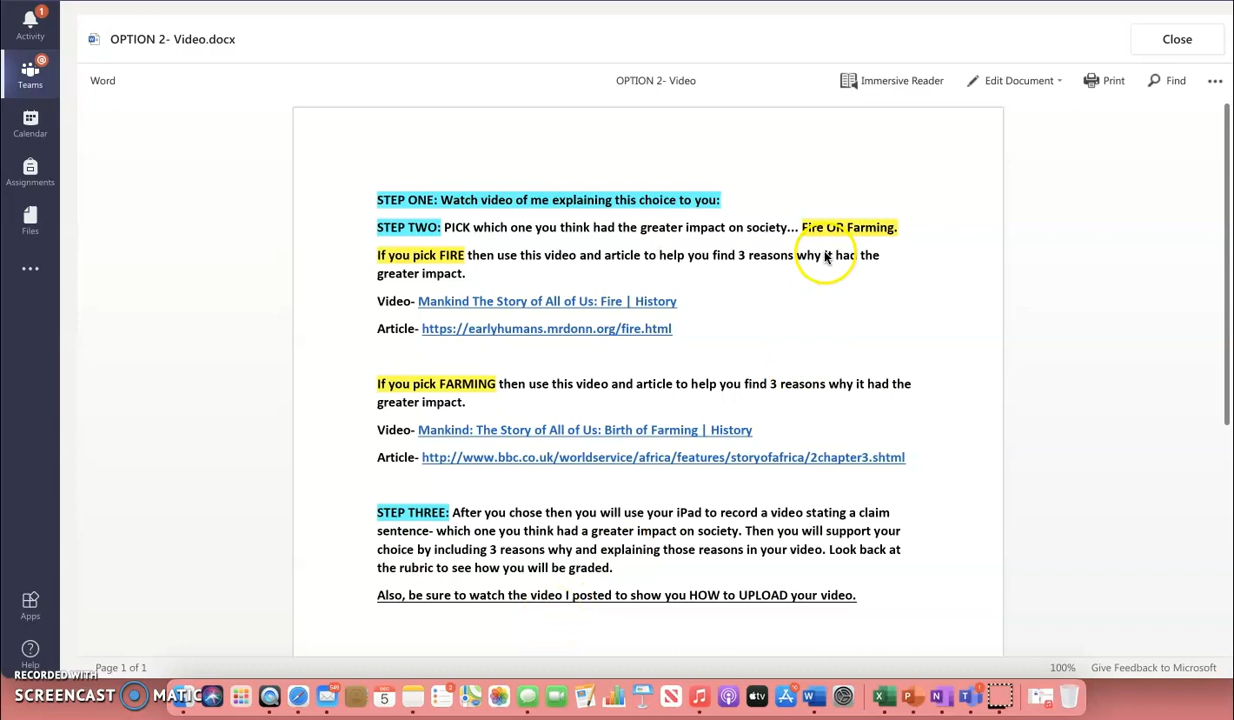 1
Activity
OPTION 2- Video.docx
Close
@
Teams
Word
OPTION 2- Video
Immersive Reader
Edit Document
Print
Find
Calendar
Assignments
Files
STEP ONE: Watch video of me explaining this choice to you:
STEP TWO: PICK which one you think had the greater impact on society... Fire OR Farming.
If you pick FIRE then use this video and article to help you find 3 reasons why it had the
greater impact.
Video- Mankind The Story of All of Us: Fire | History
Article- https://earlyhumans.mrdonn.org/fire.html
If you pick FARMING then use this video and article to help you find 3 reasons why it had the
greater impact.
Video- Mankind: The Story of All of Us: Birth of Farming | History
Article- http://www.bbc.co.uk/worldservice/africa/features/storyofafrica/2chapter3.shtml
STEP THREE: After you chose then you will use your iPad to record a video stating a claim
sentence- which one you think had a greater impact on society. Then you will support your
choice by including 3 reasons why and explaining those reasons in your video. Look back at
the rubric to see how you will be graded.
Also, be sure to watch the video I posted to show you HOW to UPLOAD your video.
Apps
Help
Page 1 of 1
100%
Give Feedback to Microsoft
RECORDED WITH
SCREENCAST MATIC
DEC
5
tv